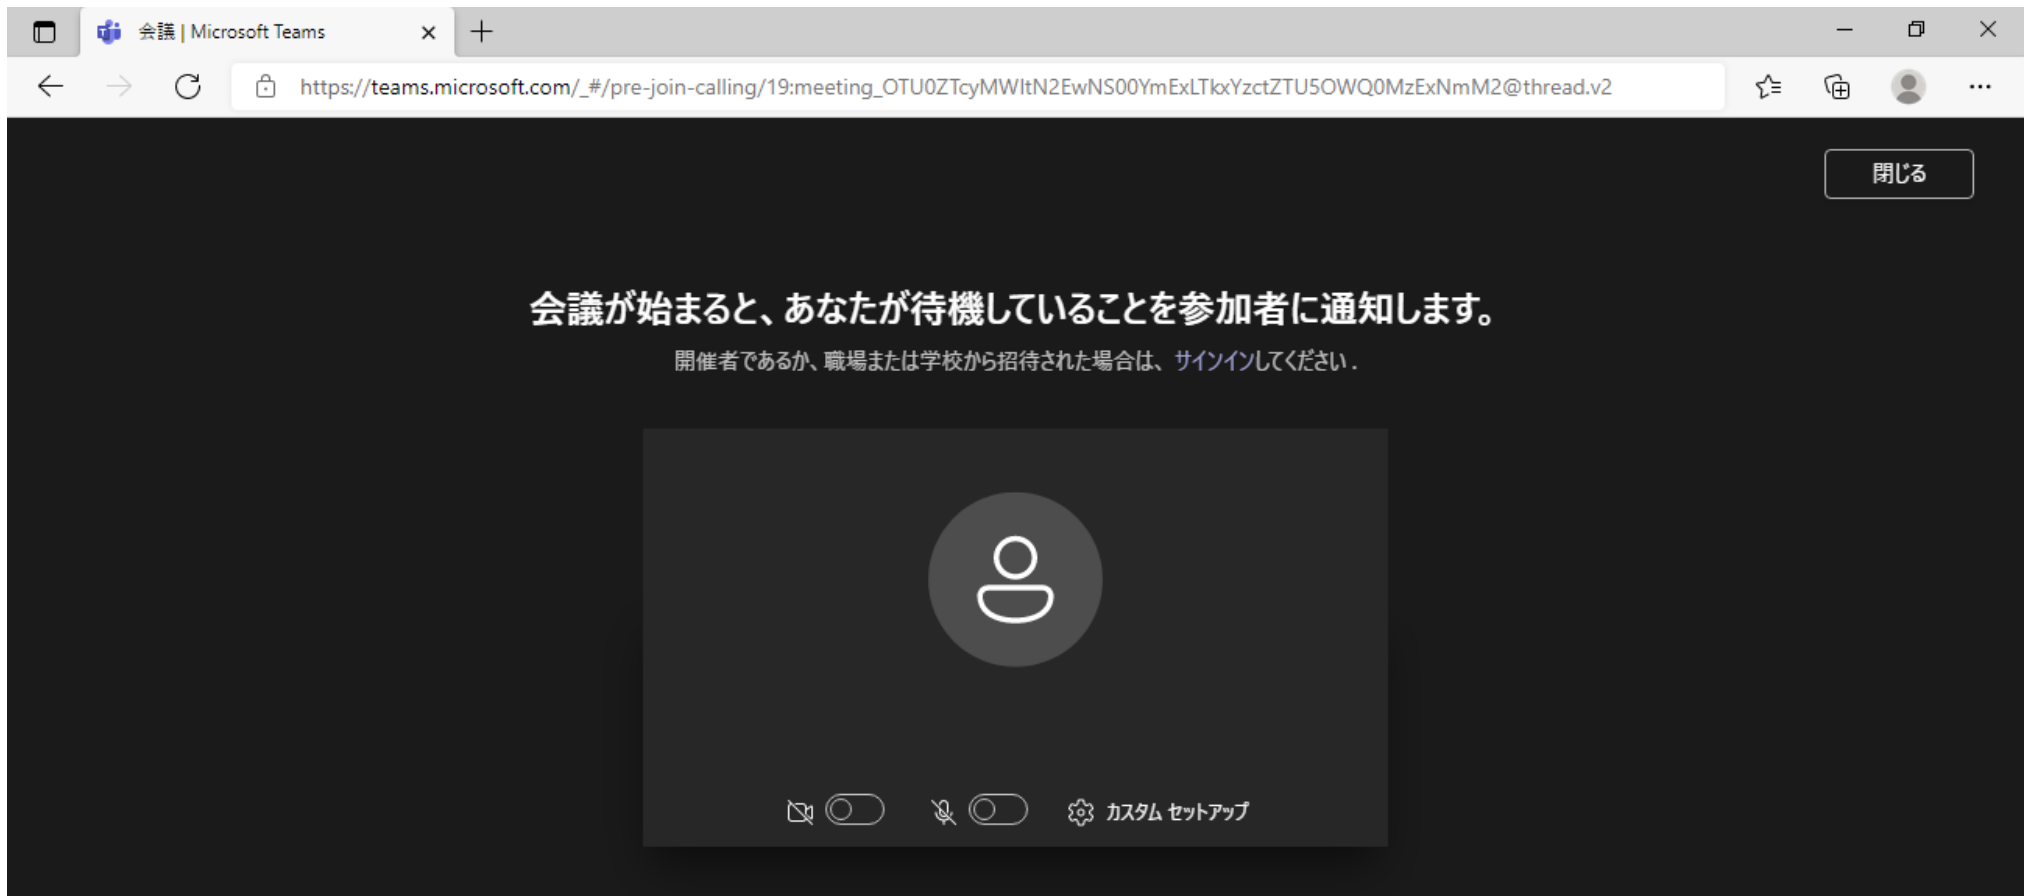 会議 | Microsoft Teams
https://teams.microsoft.com/_#/pre-join-calling/19:meeting_OTU0ZTcyMWItN2EwNS00YmExLTkxYzctZTU5OWQ0MzExNmM2@thread.v2
閉じる
会議が始まると、あなたが待機していることを参加者に通知します。
開催者であるか、職場または学校から招待された場合は、サインインしてください.
カスタム セットアップ